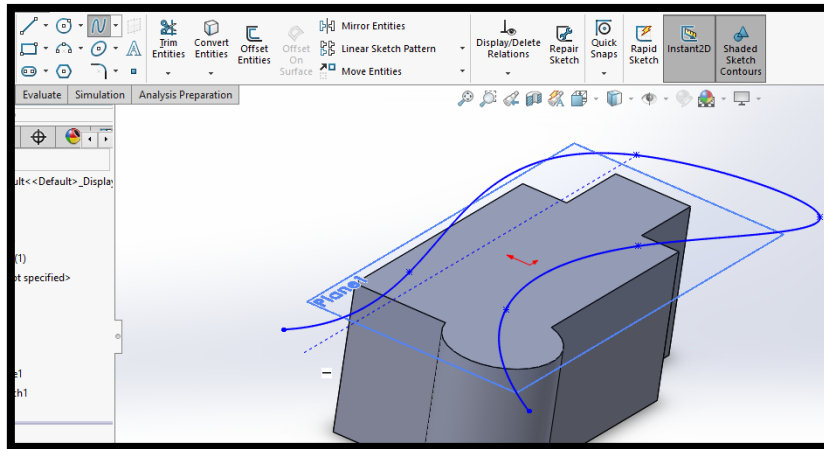 Trim Entities
Convert Entities
Offset Entities
Offset On Surface
Mirror Entities
Linear Sketch Pattern
Move Entities
Display/Delete Relations
Repair Sketch
Quick Snaps
Rapid Sketch
Instant2D
Shaded Sketch Contours
Evaluate
Simulation
Analysis Preparation
ult<<Default>_Display
(1)
ot specified>
e1
ch1
Plane1